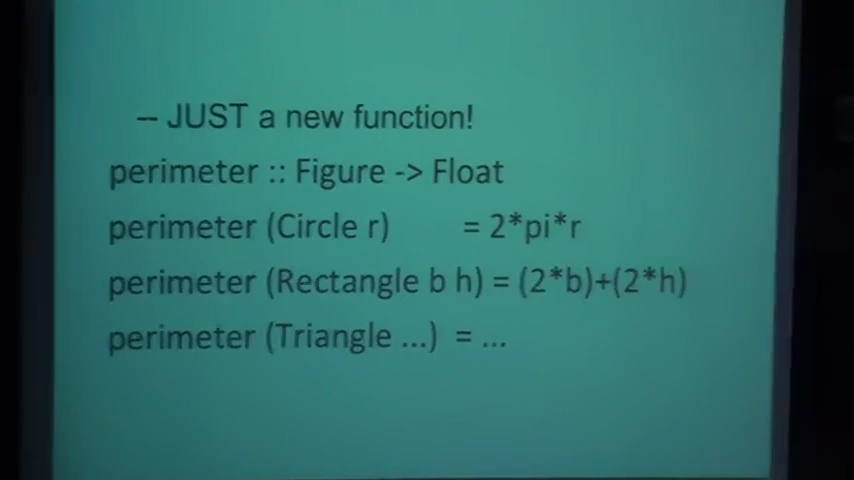 -- JUST a new function!
perimeter :: Figure -> Float
perimeter (Circle r) = 2*pi*r
perimeter (Rectangle b h) = (2*b)+(2*h)
perimeter (Triangle ...) = ...